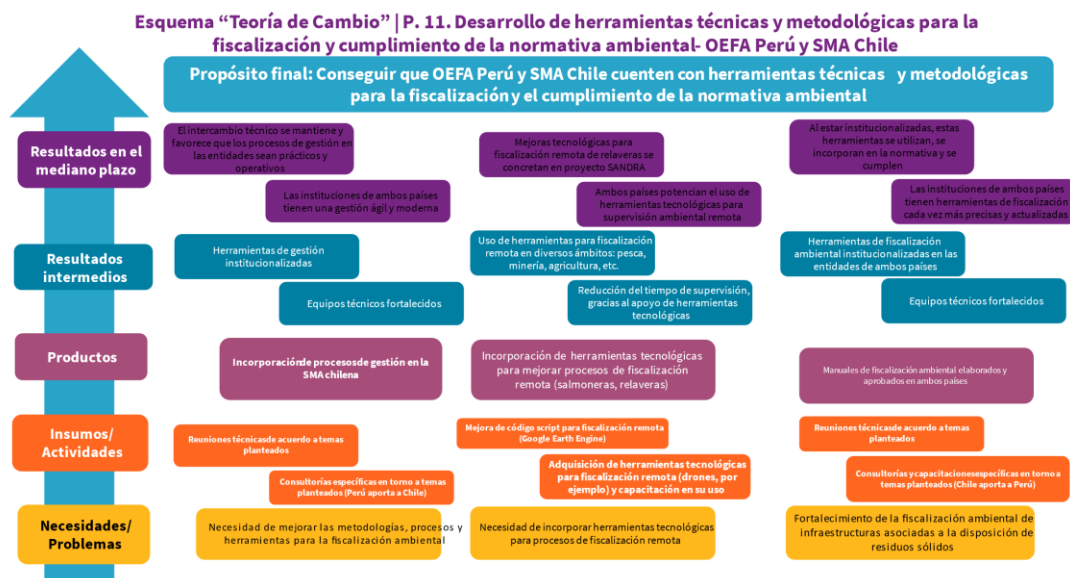 Esquema “Teoría de Cambio” | P. 11. Desarrollo de herramientas técnicas y metodológicas para la
fiscalización y cumplimiento de la normativa ambiental- OEFA Perú y SMA Chile
Propósito final: Conseguir que OEFA Perú y SMA Chile cuenten con herramientas técnicas y metodológicas
para la fiscalización y el cumplimiento de la normativa ambiental
Resultados en el
mediano plazo
El intercambio técnico se mantiene y
favorece que los procesos de gestión en
las entidades sean prácticos y
operativos
Las instituciones de ambos países
tienen una gestión ágil y moderna
Mejoras tecnológicas para
fiscalización remota de relaveras se
concretan en proyecto SANDRA
Ambos países potencian el uso de
herramientas tecnológicas para
supervisión ambiental remota
Al estar institucionalizadas, estas
herramientas se utilizan, se
incorporan en la normativa y se
cumplen
Las instituciones de ambos países
tienen herramientas de fiscalización
cada vez más precisas y actualizadas
Resultados
intermedios
Herramientas de gestión
institucionalizadas
Equipos técnicos fortalecidos
Uso de herramientas para fiscalización
remota en diversos ámbitos: pesca,
minería, agricultura, etc.
Reducción del tiempo de supervisión,
gracias al apoyo de herramientas
tecnológicas
Herramientas de fiscalización
ambiental institucionalizadas en las
entidades de ambos países
Equipos técnicos fortalecidos
Productos
Incorporación de procesos de gestión en la
SMA chilena
Incorporación de herramientas tecnológicas
para mejorar procesos de fiscalización
remota (salmoneras, relaveras)
Manuales de fiscalización ambiental elaborados y
aprobados en ambos países
Insumos/
Actividades
Reuniones técnicas de acuerdo a temas
planteados
Consultorías específicas en torno a temas
planteados (Perú aporta a Chile)
Mejora de código script para fiscalización remota
(Google Earth Engine)
Adquisición de herramientas tecnológicas
para fiscalización remota (drones, por
ejemplo) y capacitación en su uso
Reuniones técnicas de acuerdo a temas
planteados
Consultorías y capacitaciones específicas en torno a
temas planteados (Chile aporta a Perú)
Necesidades/
Problemas
Necesidad de mejorar las metodologías, procesos y
herramientas para la fiscalización ambiental
Necesidad de incorporar herramientas tecnológicas
para procesos de fiscalización remota
Fortalecimiento de la fiscalización ambiental de
infraestructuras asociadas a la disposición de
residuos sólidos